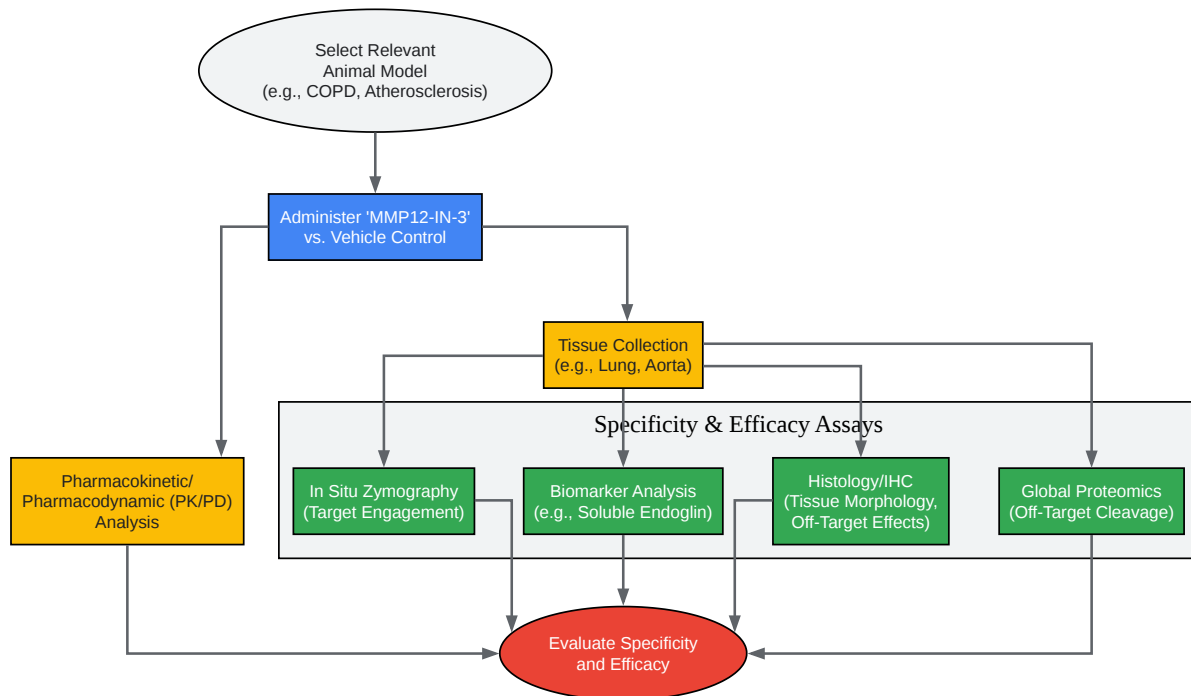 Select Relevant
Animal Model
(e.g., COPD, Atherosclerosis)
Administer 'MMP12-IN-3'
vs. Vehicle Control
Tissue Collection
(e.g., Lung, Aorta)
Specificity & Efficacy Assays
Pharmacokinetic/
Pharmacodynamic (PK/PD)
Analysis
In Situ Zymography
(Target Engagement)
Biomarker Analysis
(e.g., Soluble Endoglin)
Histology/IHC
(Tissue Morphology,
Off-Target Effects)
Global Proteomics
(Off-Target Cleavage)
Evaluate Specificity
and Efficacy